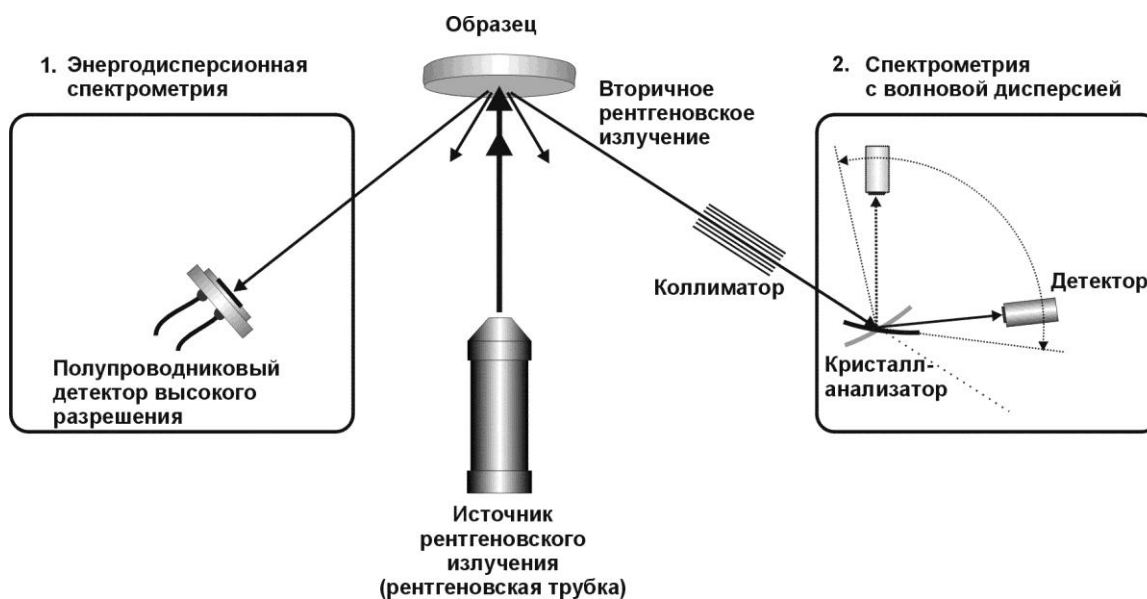 Образец
1. Энергодисперсионная
спектрометрия
Вторичное
рентгеновское
излучение
2. Спектрометрия
с волновой дисперсией
Коллиматор
Детектор
Кристалл-
анализатор
Полупроводниковый
детектор высокого
разрешения
Источник
рентгеновского
излучения
(рентгеновская трубка)